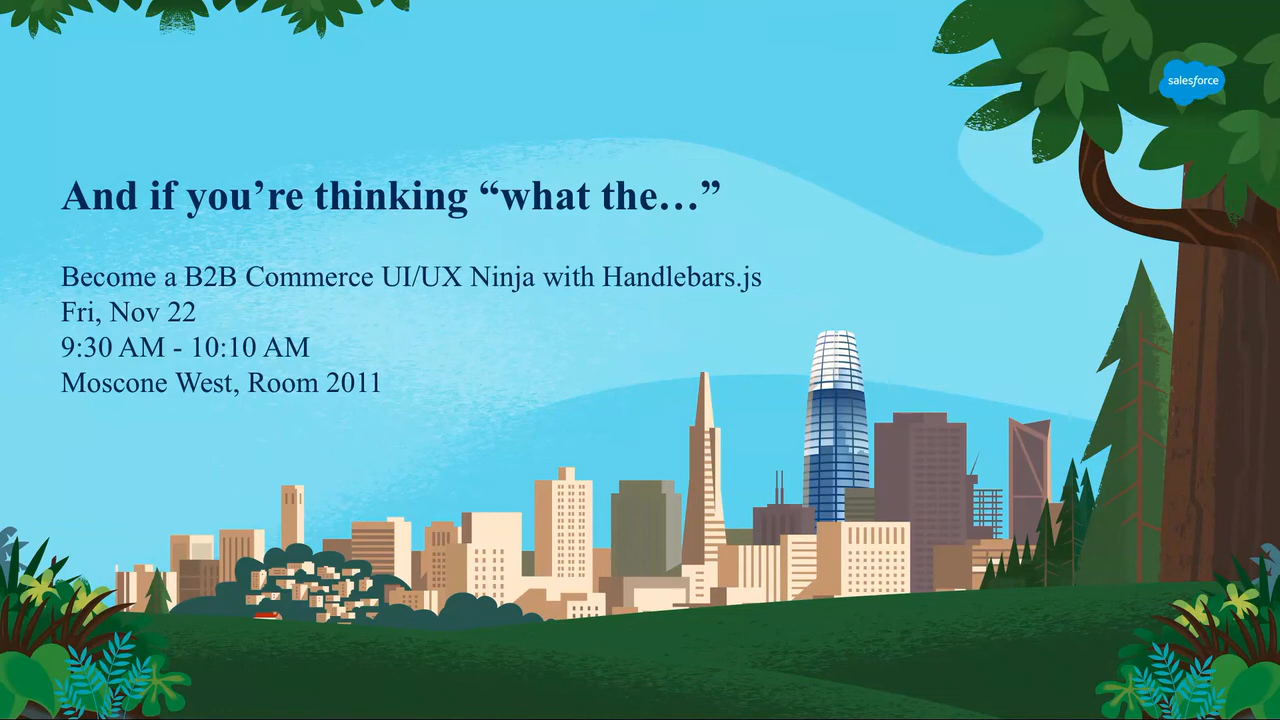 salesforce
And if you’re thinking “what the…”
Become a B2B Commerce UI/UX Ninja with Handlebars.js
Fri, Nov 22
9:30 AM - 10:10 AM
Moscone West, Room 2011